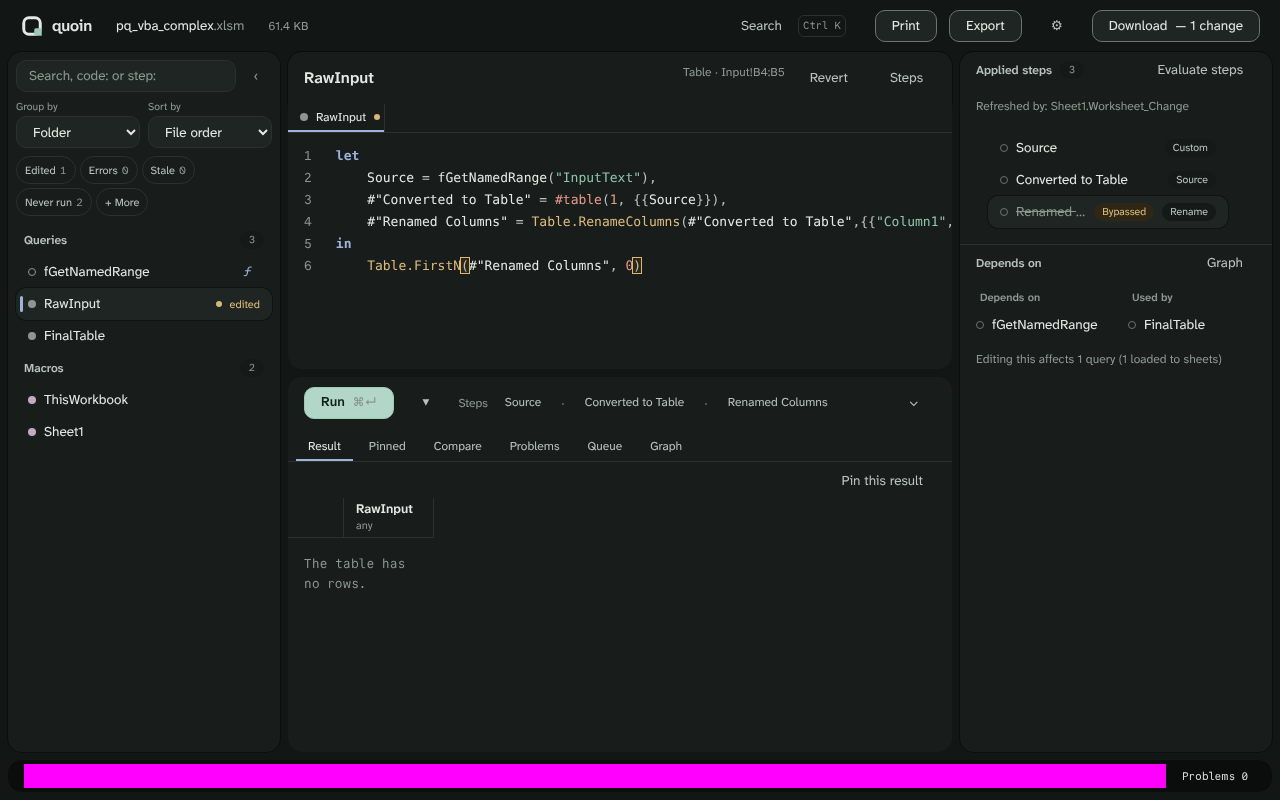 quoin pq_vba_complex.xlsm 61.4 KB Search Ctrl K Print Export Download — 1 change
Search, code: or step:
Group by Sort by
Folder File order
Edited 1 Errors 0 Stale 0
Never run 2 + More
Queries 3
fGetNamedRange ƒ
RawInput edited
FinalTable
Macros 2
ThisWorkbook
Sheet1
RawInput Table · Input!B4:B5 Revert Steps
RawInput
1 let
2 Source = fGetNamedRange("InputText"),
3 #"Converted to Table" = #table(1, {{Source}}),
4 #"Renamed Columns" = Table.RenameColumns(#"Converted to Table",{{"Column1",
5 in
6 Table.FirstN(#"Renamed Columns", 0)
Run ⌘↵ ▼ Steps Source · Converted to Table · Renamed Columns
Result Pinned Compare Problems Queue Graph
Pin this result
RawInput
any
The table has
no rows.
Applied steps 3 Evaluate steps
Refreshed by: Sheet1.Worksheet_Change
Source Custom
Converted to Table Source
Renamed ... Bypassed Rename
Depends on Graph
Depends on Used by
fGetNamedRange FinalTable
Editing this affects 1 query (1 loaded to sheets)
Problems 0